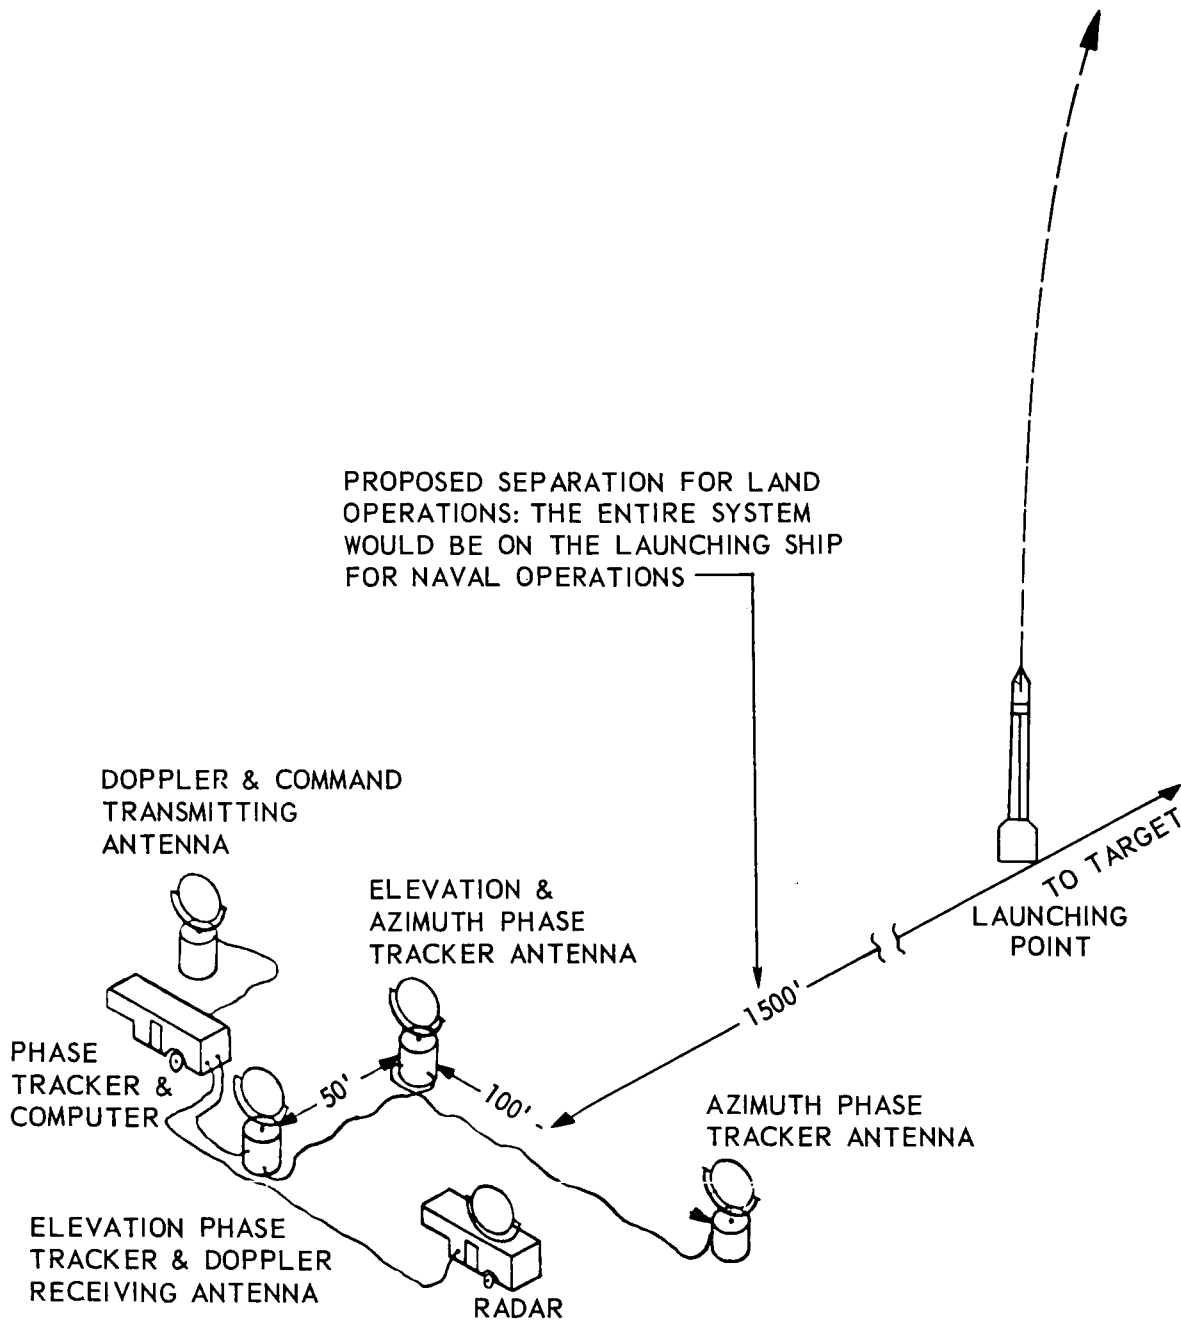 PROPOSED SEPARATION FOR LAND
OPERATIONS: THE ENTIRE SYSTEM
WOULD BE ON THE LAUNCHING SHIP
FOR NAVAL OPERATIONS
DOPPLER & COMMAND
TRANSMITTING
ANTENNA
ELEVATION &
AZIMUTH PHASE
TRACKER ANTENNA
TO TARGET
LAUNCHING
POINT
1500'
PHASE
TRACKER &
COMPUTER
50'
100'
AZIMUTH PHASE
TRACKER ANTENNA
ELEVATION PHASE
TRACKER & DOPPLER
RECEIVING ANTENNA
RADAR